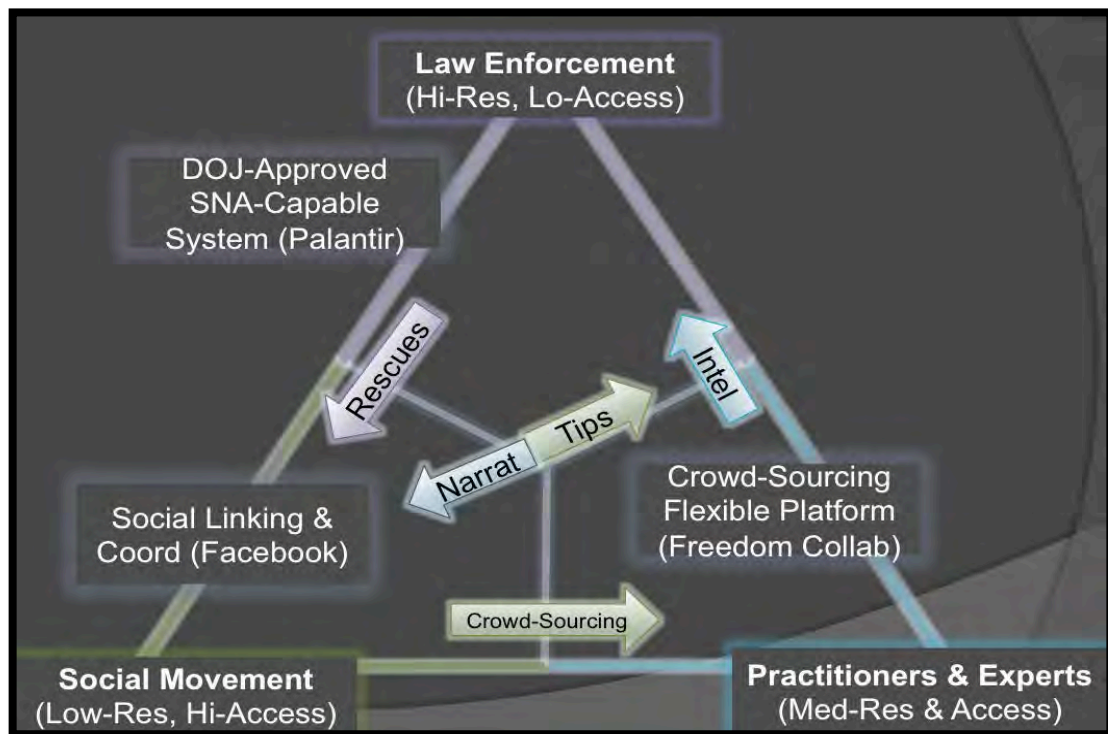 Law Enforcement
(Hi-Res, Lo-Access)
DOJ-Approved
SNA-Capable
System (Palantir)
Rescues
Intel
Tips
Narrat
Social Linking &
Coord (Facebook)
Crowd-Sourcing
Flexible Platform
(Freedom Collab)
Crowd-Sourcing
Social Movement
(Low-Res, Hi-Access)
Practitioners & Experts
(Med-Res & Access)